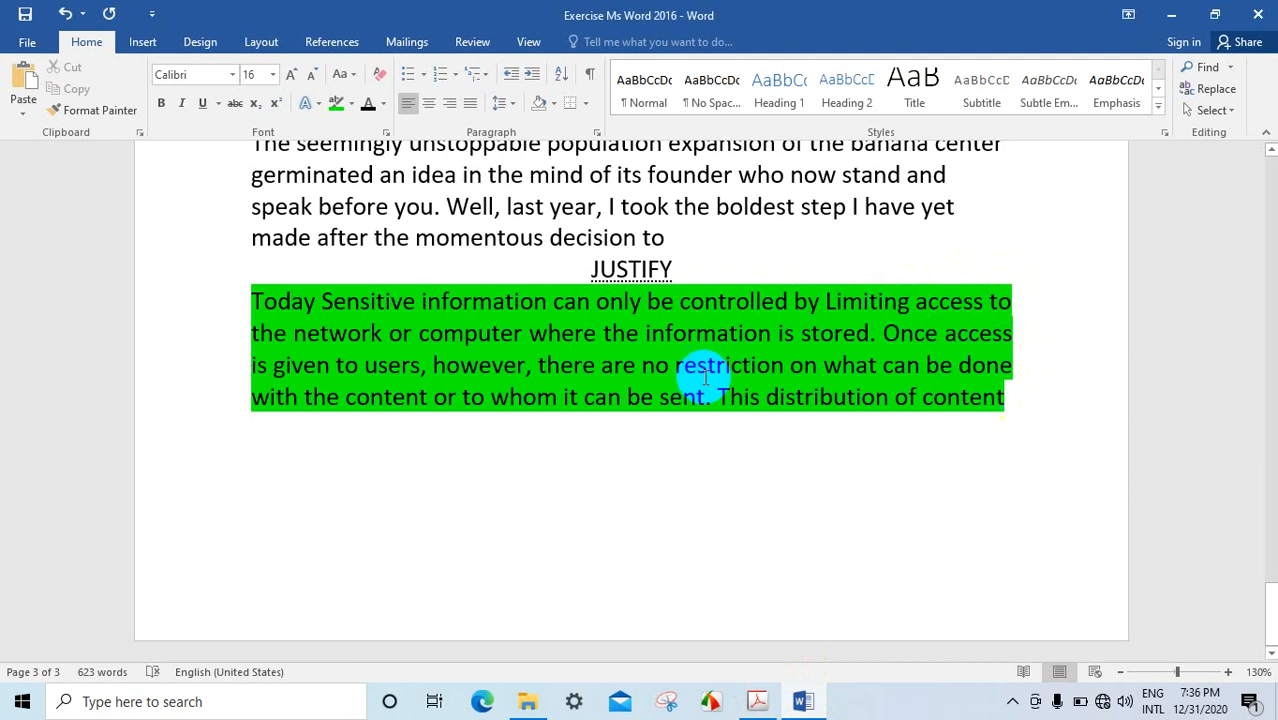 Exercise Ms Word 2016 - Word
File Home Insert Design Layout References Mailings Review View Tell me what you want to do... Sign in Share
Paste
Cut
Copy
Format Painter
Clipboard
Calibri 16
Font
Paragraph
AaBbCcDc AaBbCcDc AaBbCc AaBbCcD AaB AaBbCcD AaBbCcDc AaBbCcDc
¶ Normal ¶ No Spac... Heading Heading 2 Title Subtitle Subtle Em... Emphasis
Styles
Find
Replace
Select
Editing
The seemingly unstoppable population expansion of the banana center
germinated an idea in the mind of its founder who now stand and
speak before you. Well, last year, I took the boldest step I have yet
made after the momentous decision to
JUSTIFY
Today Sensitive information can only be controlled by Limiting access to
the network or computer where the information is stored. Once access
is given to users, however, there are no restriction on what can be done
with the content or to whom it can be sent. This distribution of content
Page 3 of 3 623 words English (United States) 130%
Type here to search
ENG
INTL
7:36 PM
12/31/2020